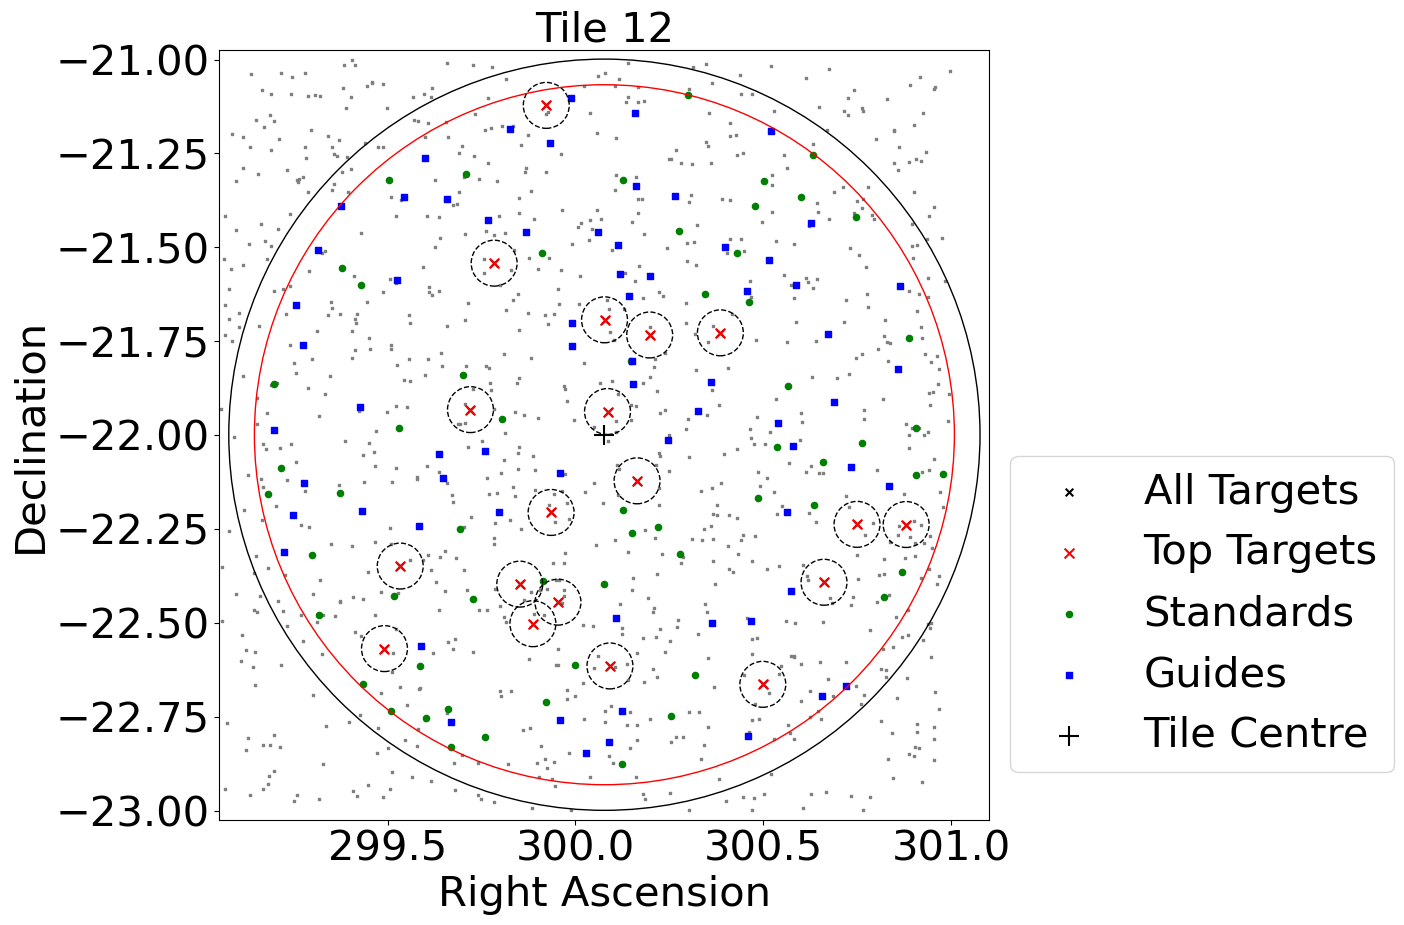 Tile 12
−21.00
−21.25
−21.50
−21.75
−22.00
−22.25
−22.50
−22.75
−23.00
Declination
299.5 300.0 300.5 301.0
Right Ascension
All Targets
Top Targets
Standards
Guides
Tile Centre